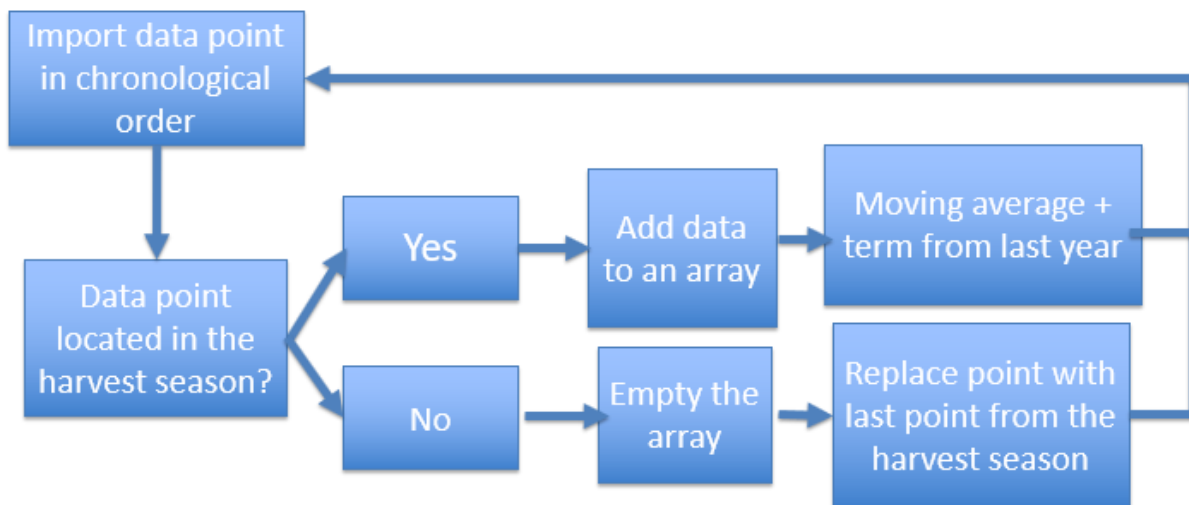 Import data point
in chronological
order
Data point
located in the
harvest season?
Yes
Add data
to an array
Moving average +
term from last year
No
Empty the
array
Replace point with
last point from the
harvest season